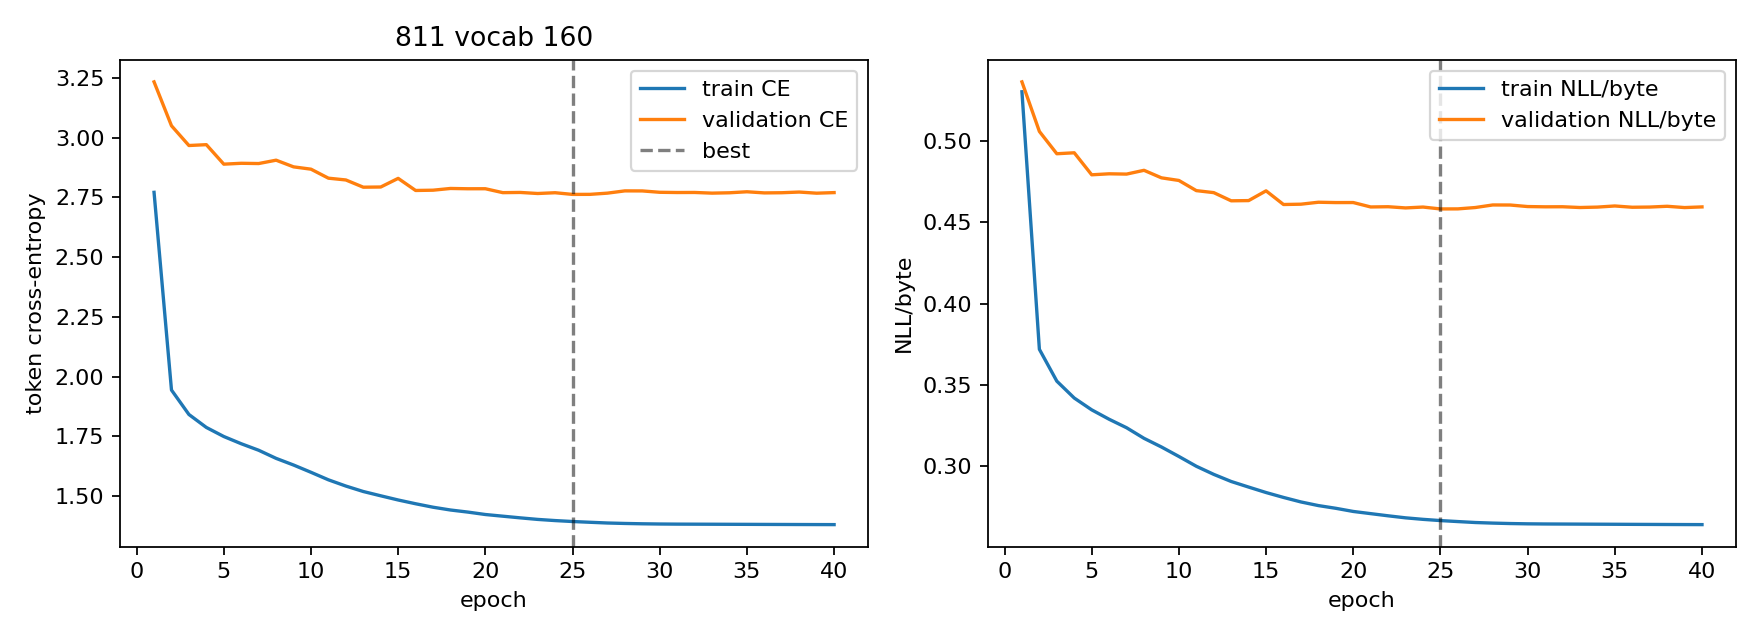 811 vocab 160
token cross-entropy
3.25
3.00
2.75
2.50
2.25
2.00
1.75
1.50
train CE
validation CE
best
0 5 10 15 20 25 30 35 40
epoch
NLL/byte
0.50
0.45
0.40
0.35
0.30
train NLL/byte
validation NLL/byte
0 5 10 15 20 25 30 35 40
epoch